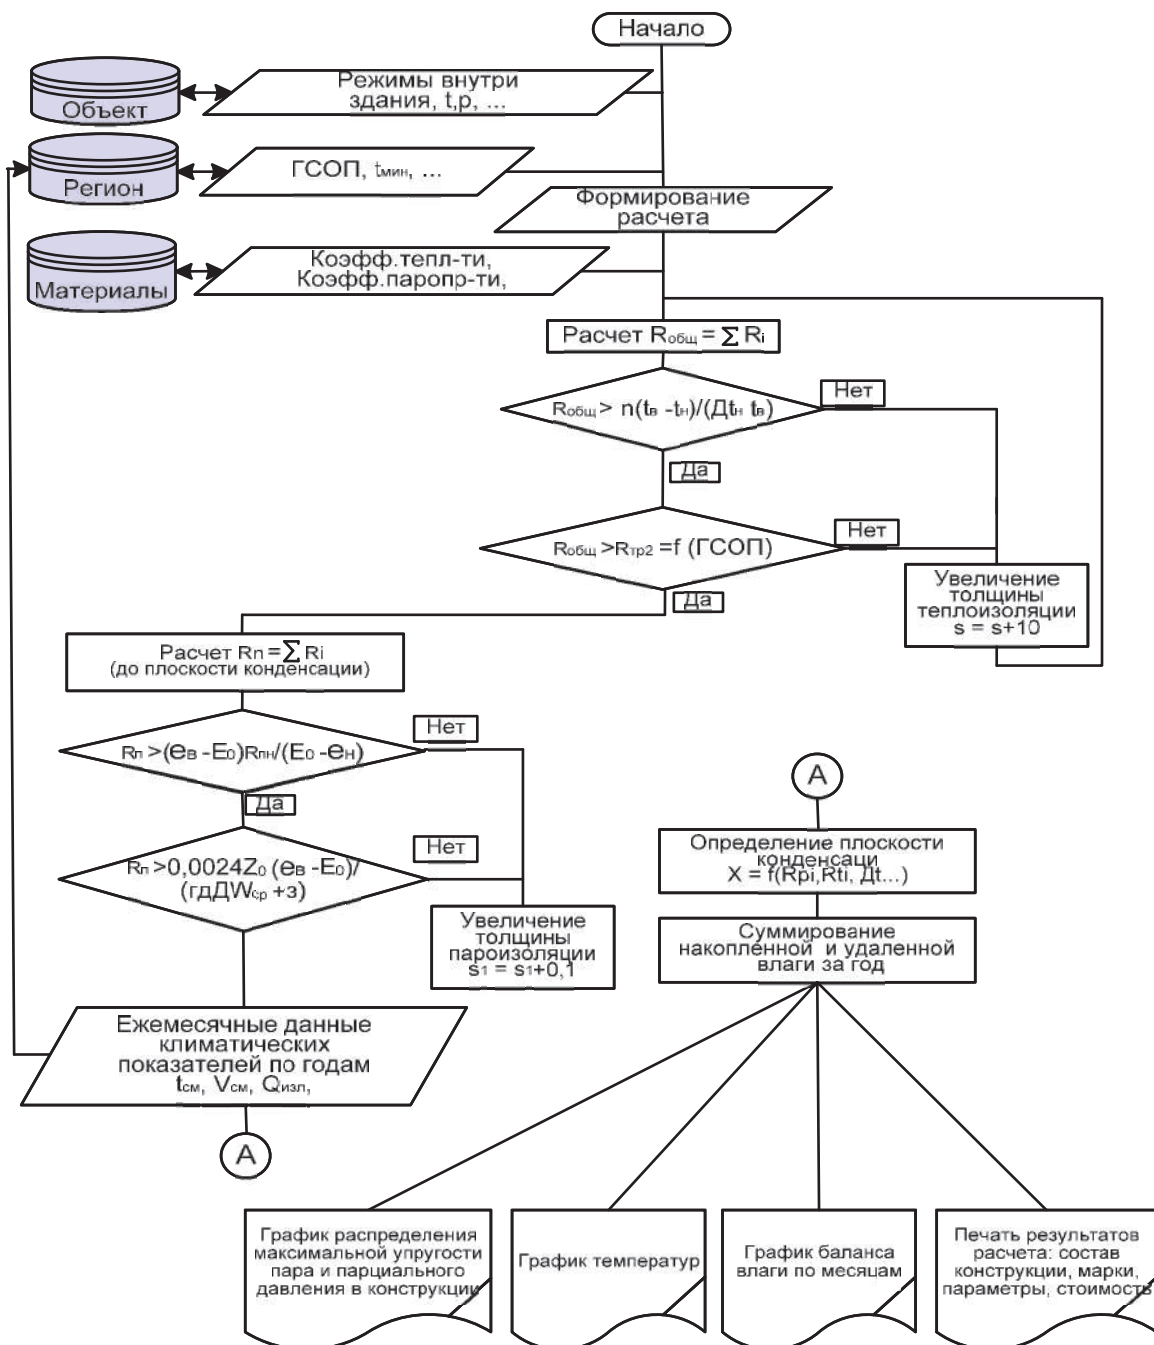 Начало
Объект
Режимы внутри
здания, t,p, ...
Регион
ГСОП, tмин, ...
Формирование
расчета
Материалы
Коэфф.тепл-ти,
Коэфф.паропр-ти,
Расчет Rобщ = ∑ Ri
Rобщ > n(tв -tн)/(Дtн tв)
Нет
Да
Rобщ >Rтр2 =f (ГСОП)
Нет
Да
Увеличение
толщины
теплоизоляции
s = s+10
Расчет Rп =∑ Ri
(до плоскости конденсации)
Rп >(eв -E0)Rпн/(E0 -eн)
Нет
Да
Rп >0,0024Z0 (eв -E0)/
(гдДWср +з)
Нет
Увеличение
толщины
пароизоляции
s1 = s1+0,1
Ежемесячные данные
климатических
показателей по годам
tсм, Vсм, Qизл,
А
А
Определение плоскости
конденсаци
X = f(Rpi,Rti, Дt...)
Суммирование
накопленной и удаленной
влаги за год
График распределения
максимальной упругости
пара и парциального
давления в конструкции
График температур
График баланса
влаги по месяцам
Печать результатов
расчета: состав
конструкции, марки,
параметры, стоимость